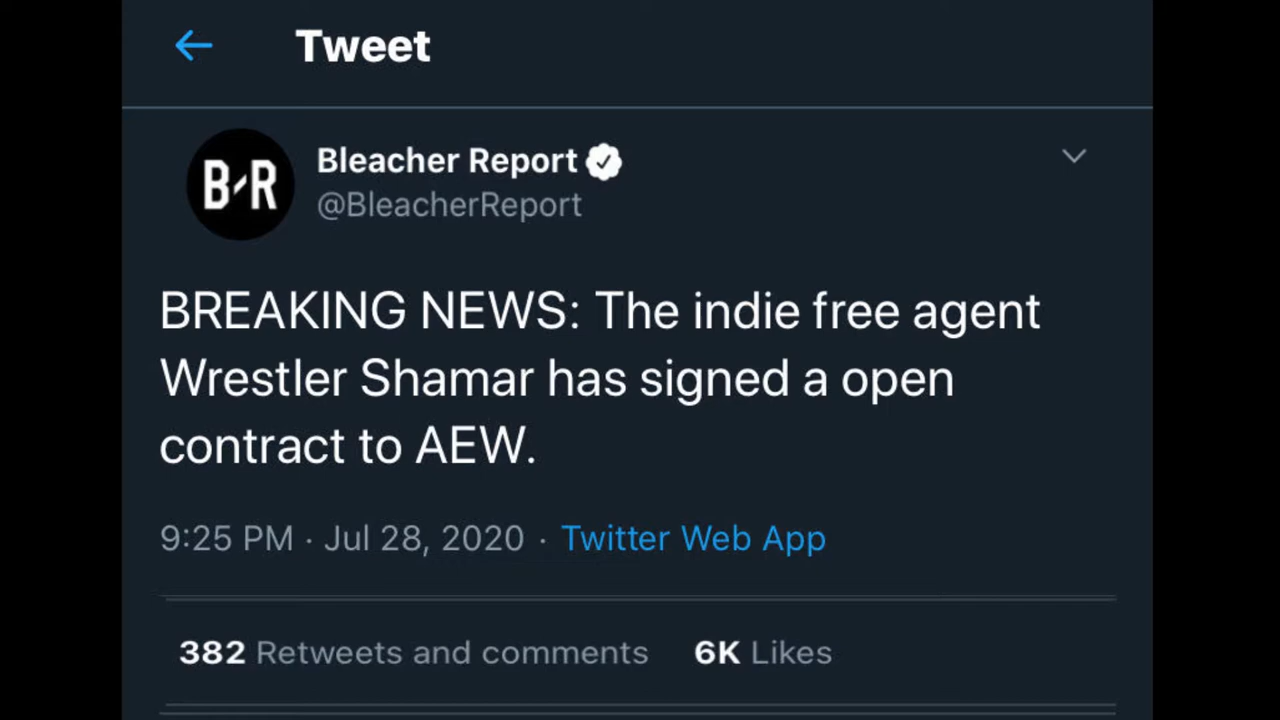 Tweet
B/R
Bleacher Report
@BleacherReport
BREAKING NEWS: The indie free agent
Wrestler Shamar has signed a open
contract to AEW.
9:25 PM · Jul 28, 2020 · Twitter Web App
382 Retweets and comments 6K Likes